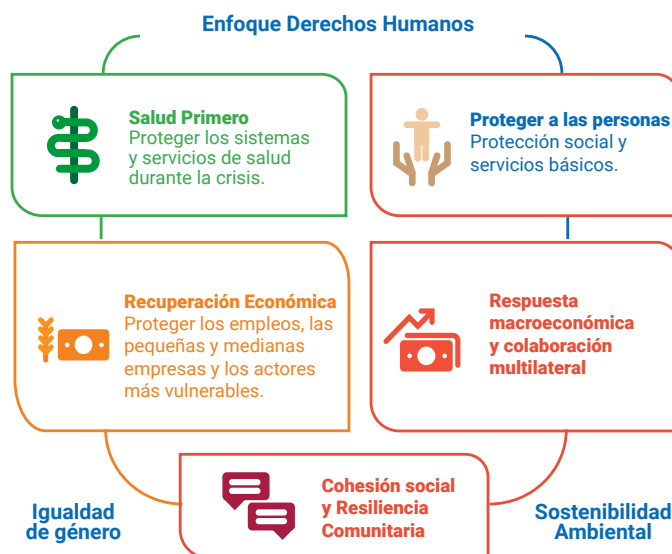 Enfoque Derechos Humanos
Salud Primero
Proteger los sistemas
y servicios de salud
durante la crisis.
Proteger a las personas
Protección social y
servicios básicos.
Recuperación Económica
Proteger los empleos, las
pequeñas y medianas
empresas y los actores
más vulnerables.
Respuesta
macroeconómica
y colaboración
multilateral
Cohesión social
y Resiliencia
Comunitaria
Igualdad
de género
Sostenibilidad
Ambiental